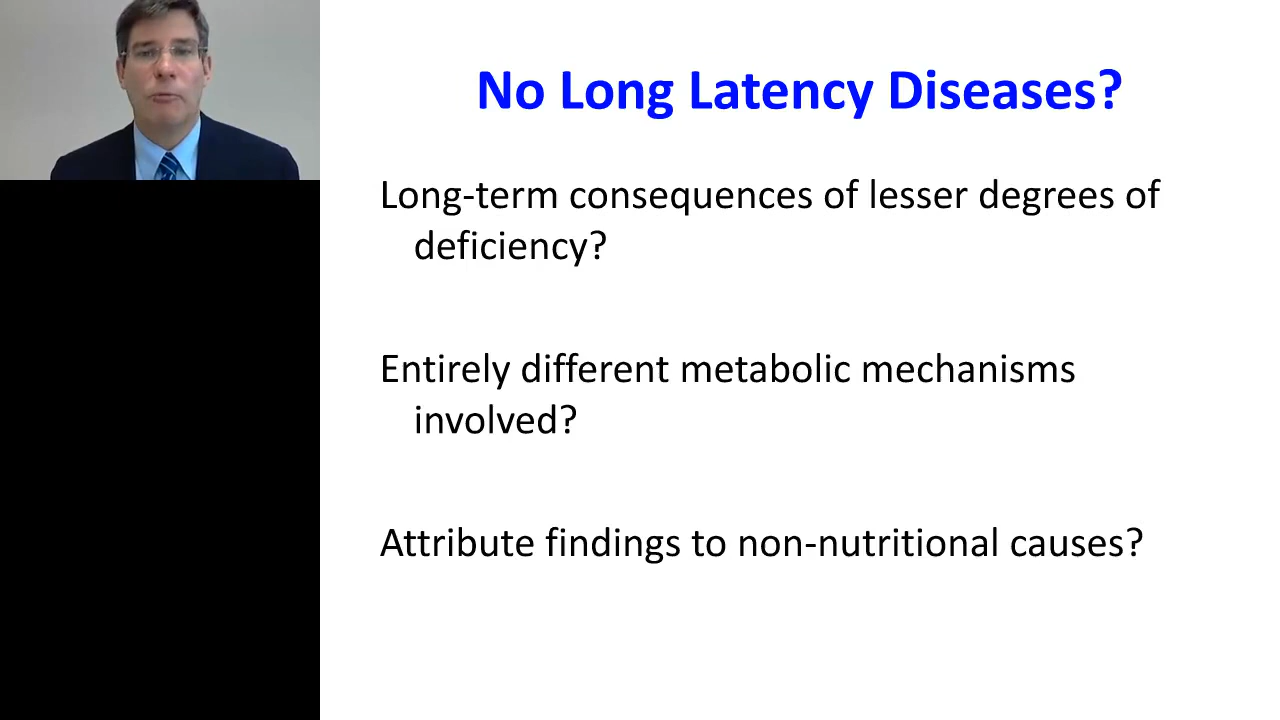 No Long Latency Diseases?
Long-term consequences of lesser degrees of
deficiency?
Entirely different metabolic mechanisms
involved?
Attribute findings to non-nutritional causes?